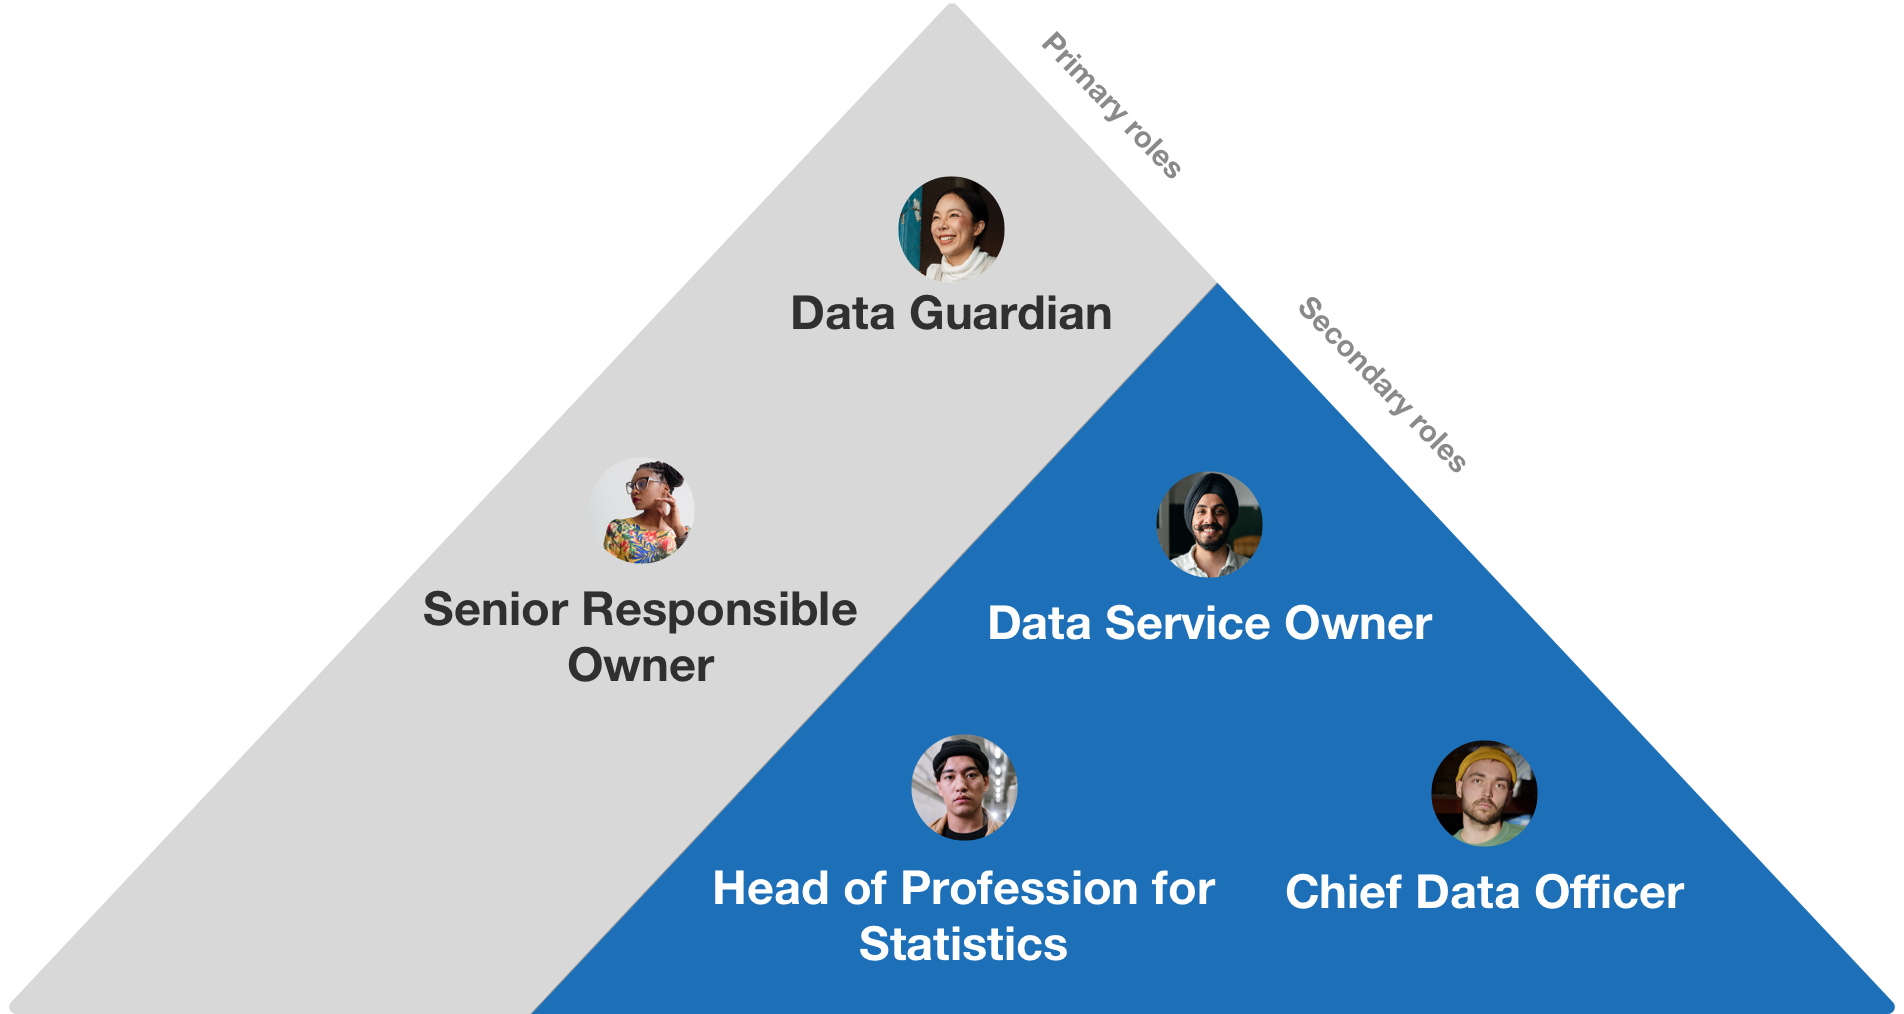 Primary roles
Data Guardian
Secondary roles
Senior Responsible
Owner
Data Service Owner
Head of Profession for
Statistics
Chief Data Officer